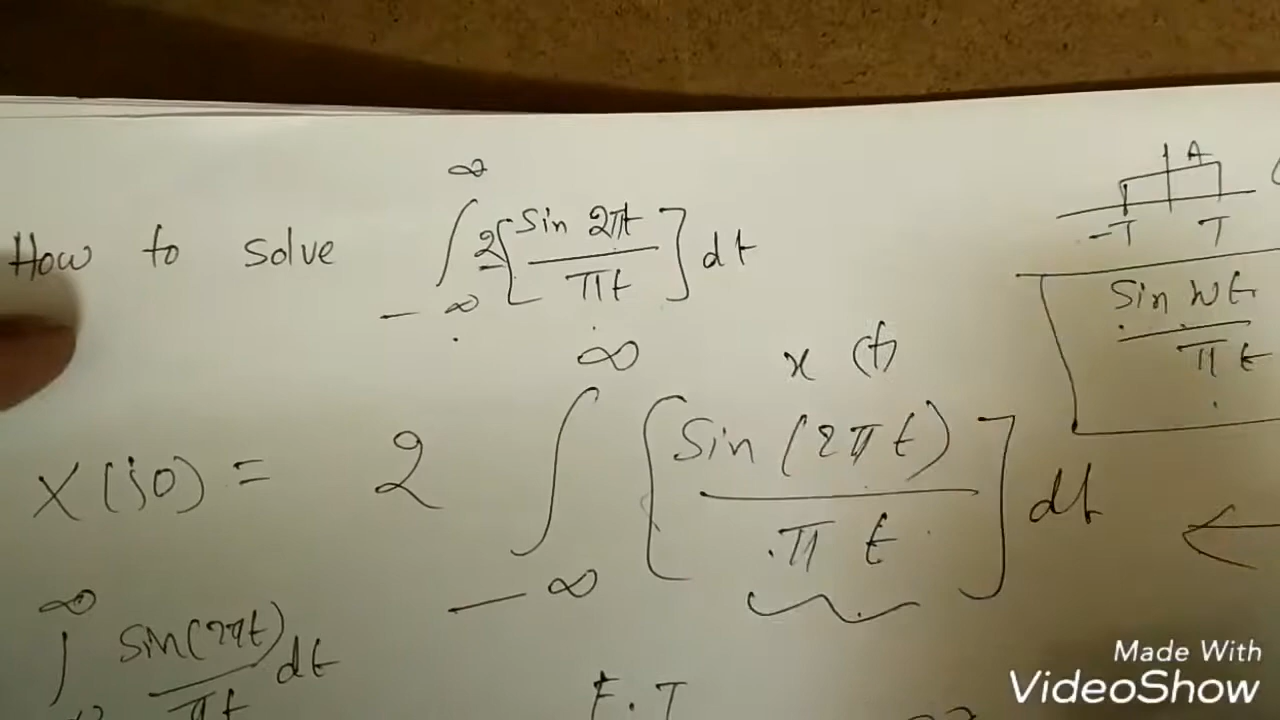 How to solve ∫_{-∞}^{∞} 2[sin 2πt / πt] dt
A
-T T
Sin Wt / πt
x(t)
X(j0) = 2 ∫_{-∞}^{∞} [Sin (2πt) / π t] dt
∫ sin(2πt) / πt dt
F.T
Made With
VideoShow